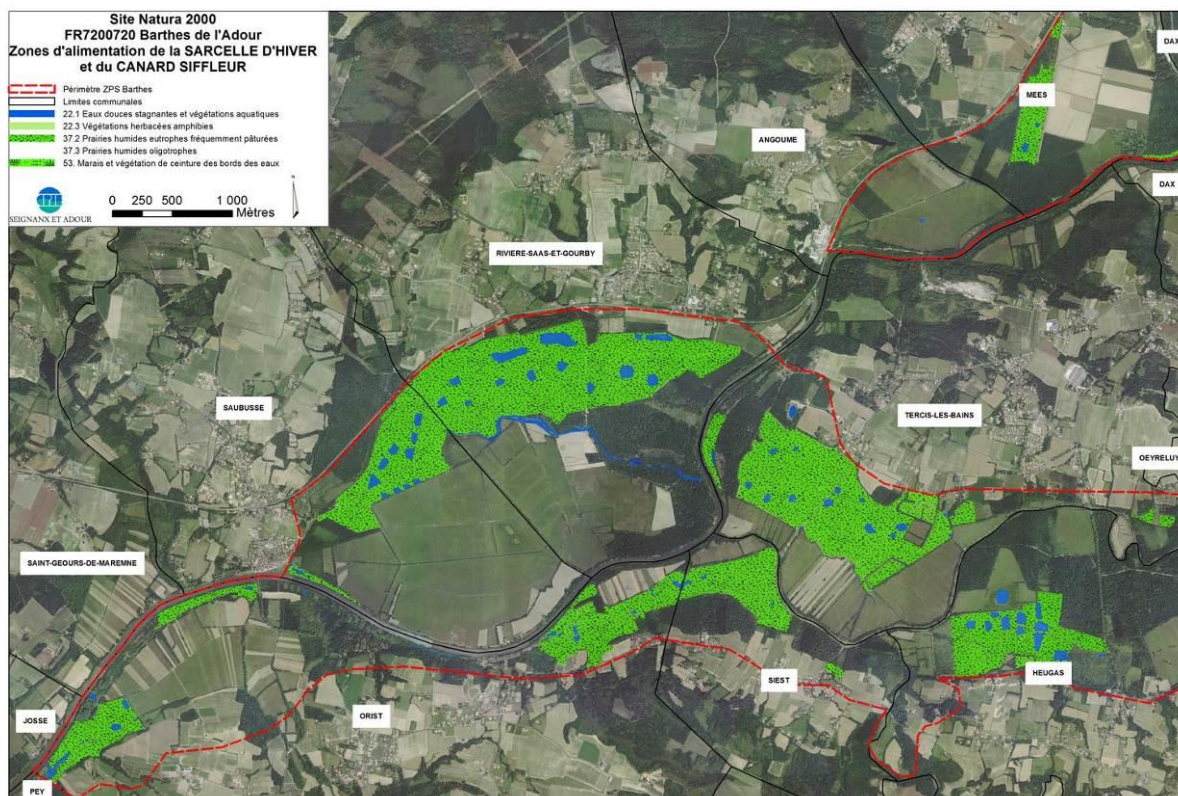 Site Natura 2000
FR7200720 Barthes de l'Adour
Zones d'alimentation de la SARCELLE D'HIVER
et du CANARD SIFFLEUR
Périmètre ZPS Barthes
Limites communales
22.1 Eaux douces stagnantes et végétations aquatiques
22.3 Végétations herbacées amphibies
37.2 Prairies humides eutrophes fréquemment pâturées
37.3 Prairies humides oligotrophes
53. Marais et végétation de ceinture des bords des eaux
SEIGNANX ET ADOUR
0 250 500 1 000
Mètres
DAX
MEES
ANGOUME
DAX
RIVIERE-SAAS-ET-GOURBY
SAUBUSSE
TERCIS-LES-BAINS
OEYRELUY
SAINT-GEOURS-DE-MAREMNE
SIEST
HEUGAS
ORIST
JOSSE
PEY